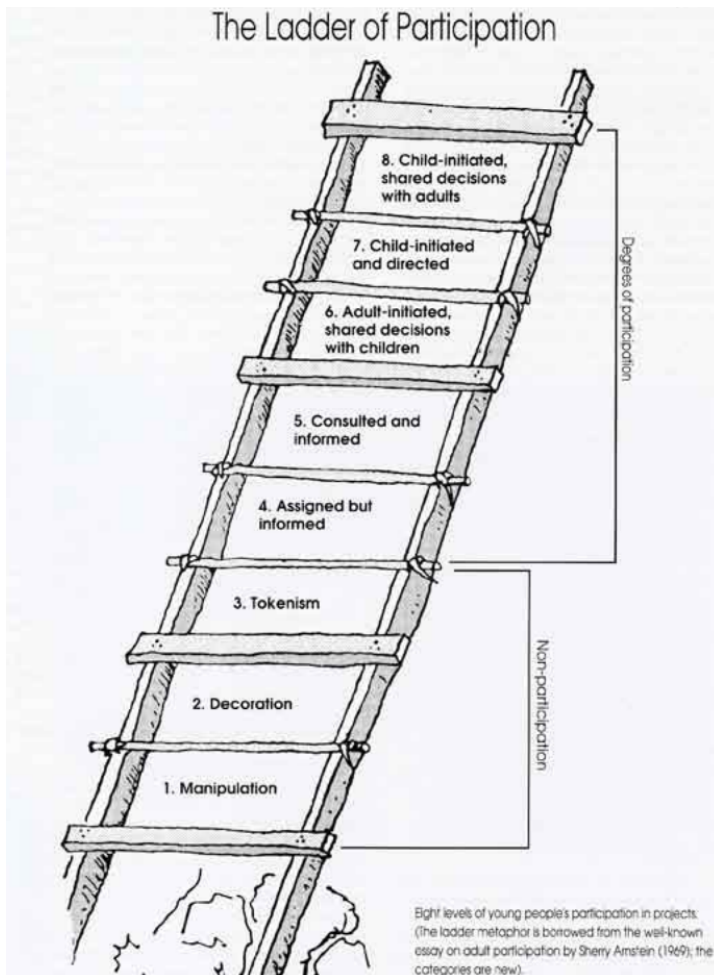 The Ladder of Participation
8. Child-initiated,
shared decisions
with adults
7. Child-initiated
and directed
6. Adult-initiated,
shared decisions
with children
5. Consulted and
informed
4. Assigned but
informed
3. Tokenism
2. Decoration
1. Manipulation
Degrees of participation
Non-participation
Eight levels of young people's participation in projects.
(The ladder metaphor is borrowed from the well-known
essay on adult participation by Sherry Arnstein (1969); the
categories are new).